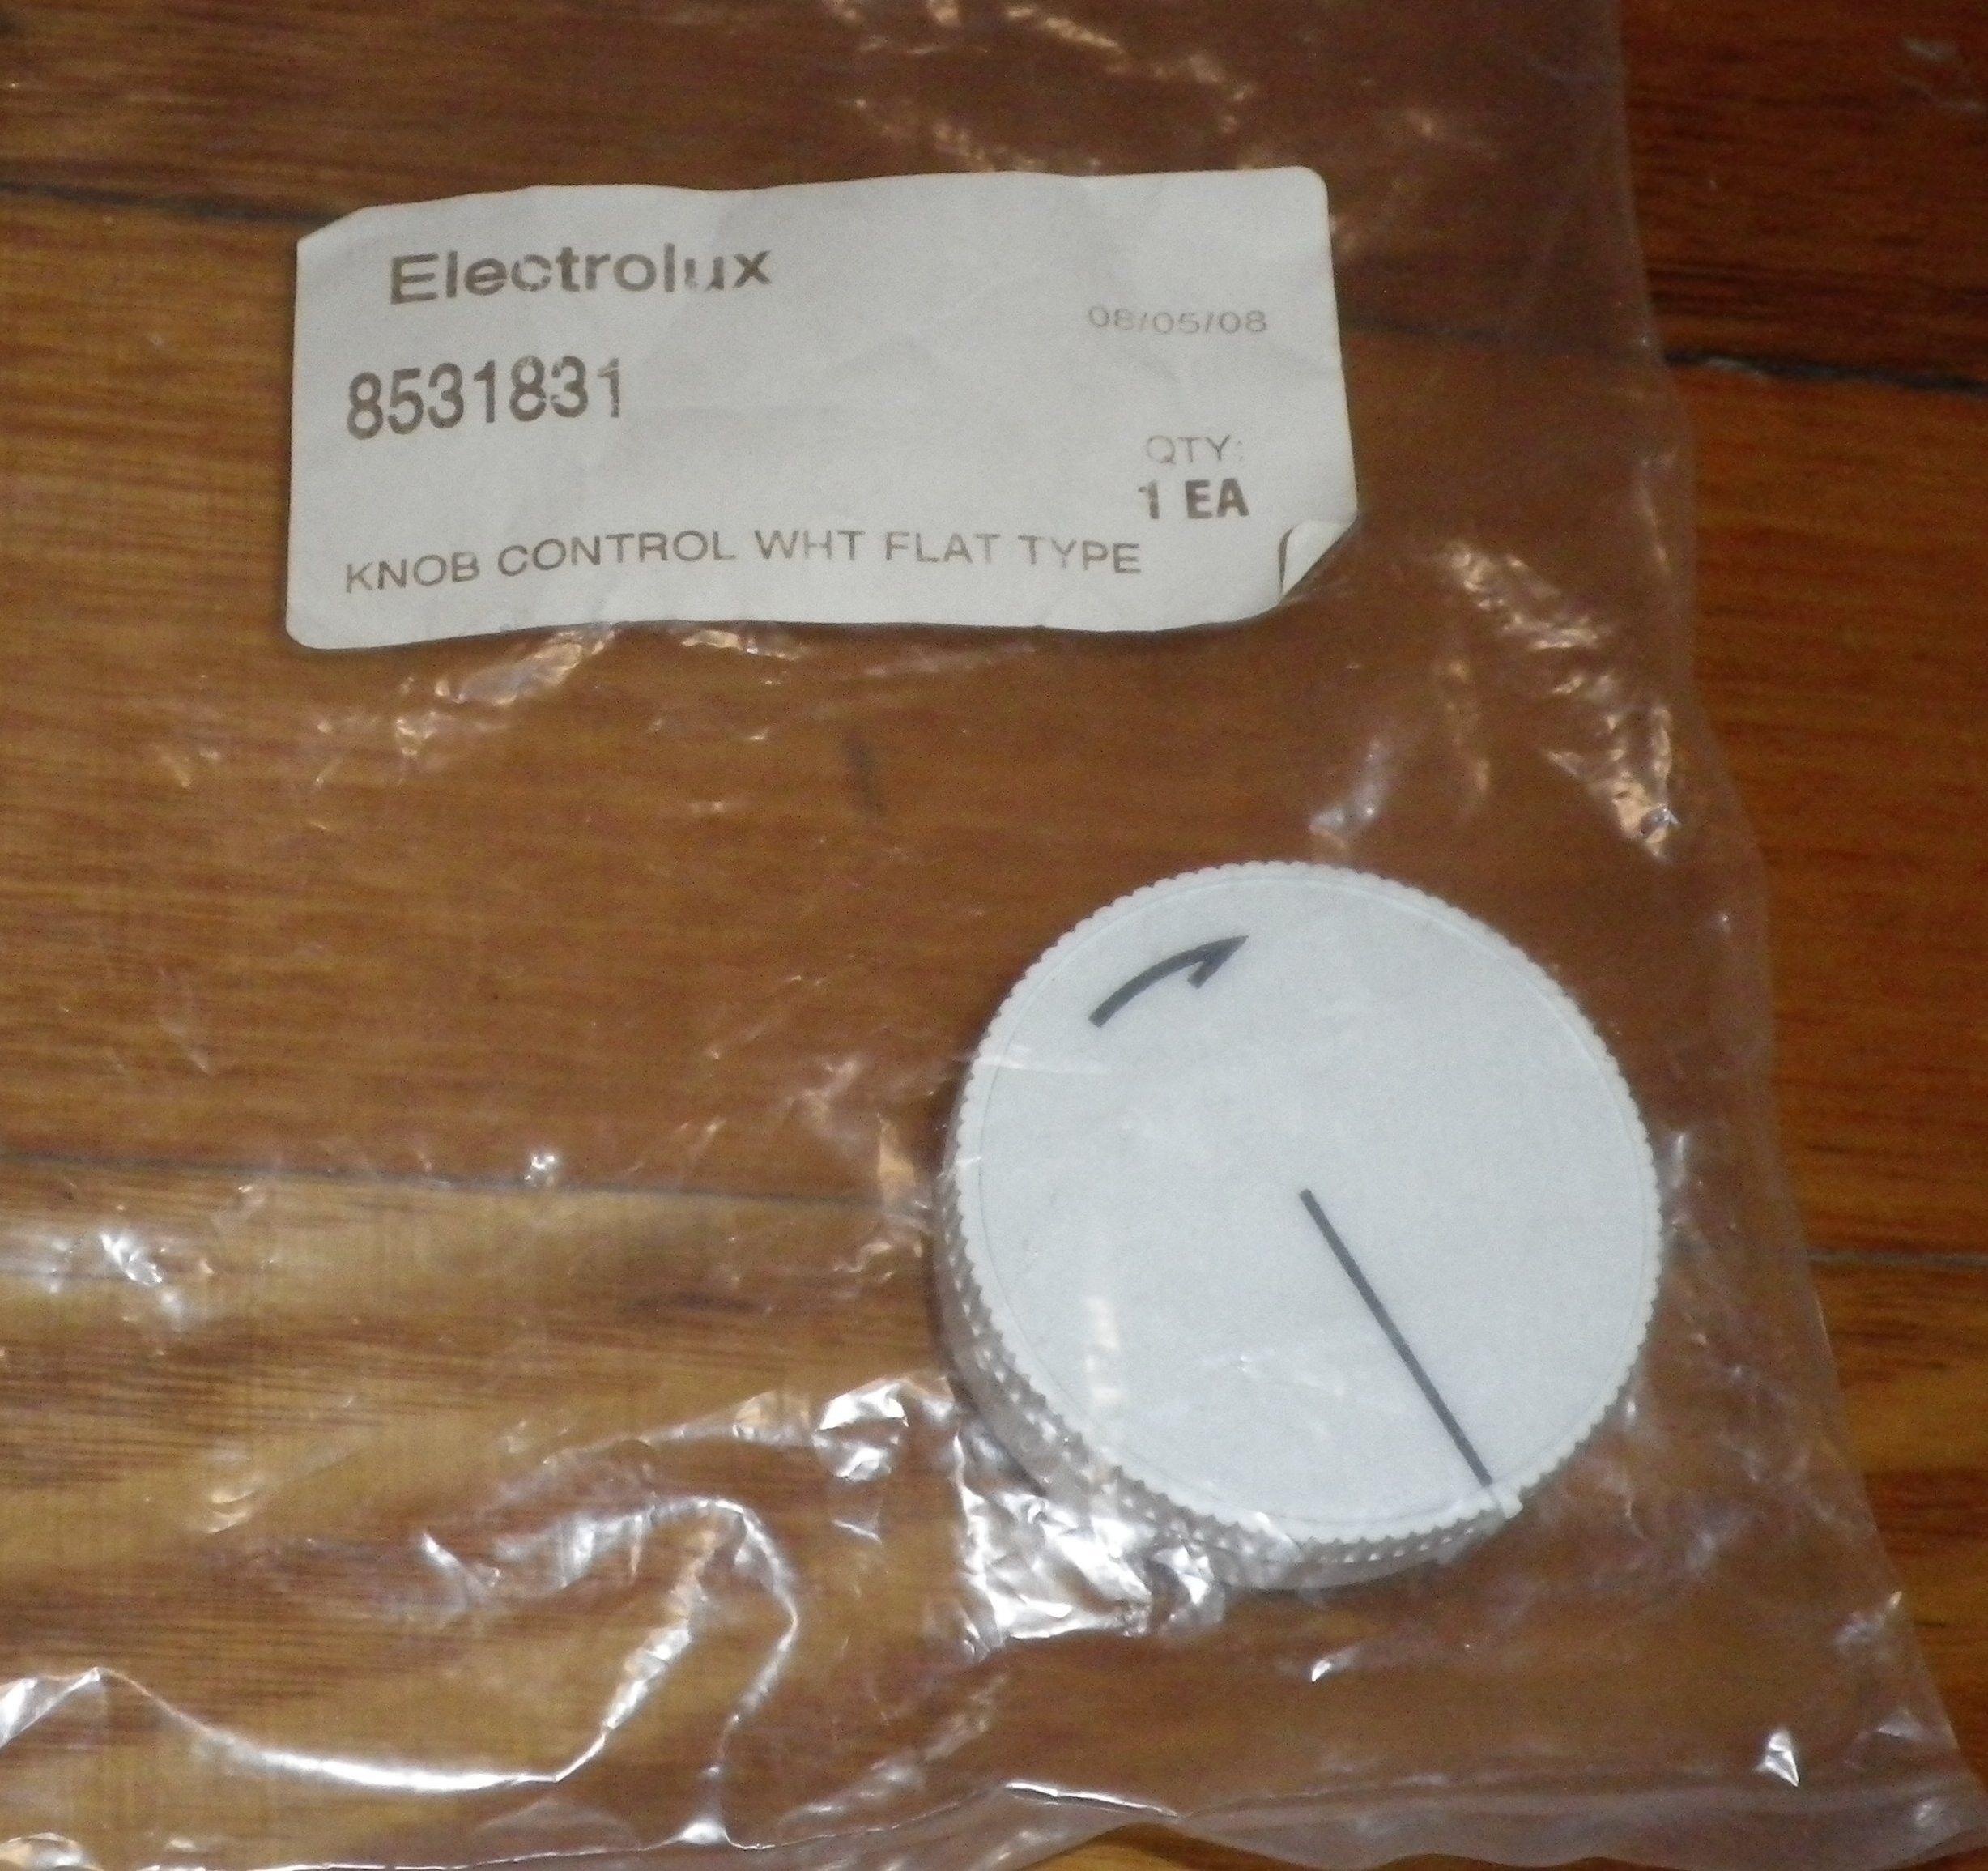 Electrolux
08/05/08
8531831
QTY:
1 EA
KNOB CONTROL WHT FLAT TYPE